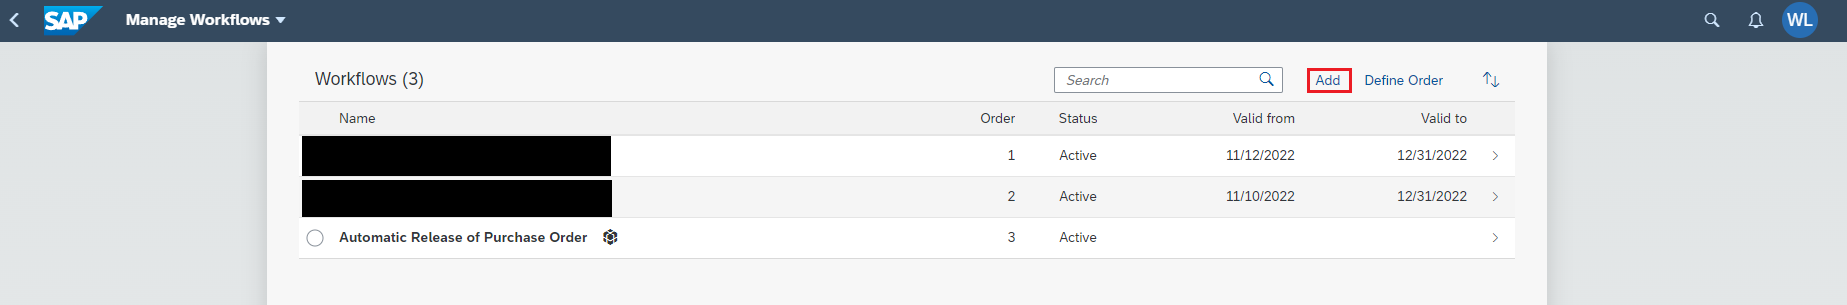 SAP Manage Workflows WL
Workflows (3) Search Add Define Order
Name Order Status Valid from Valid to
1 Active 11/12/2022 12/31/2022
2 Active 11/10/2022 12/31/2022
Automatic Release of Purchase Order 3 Active